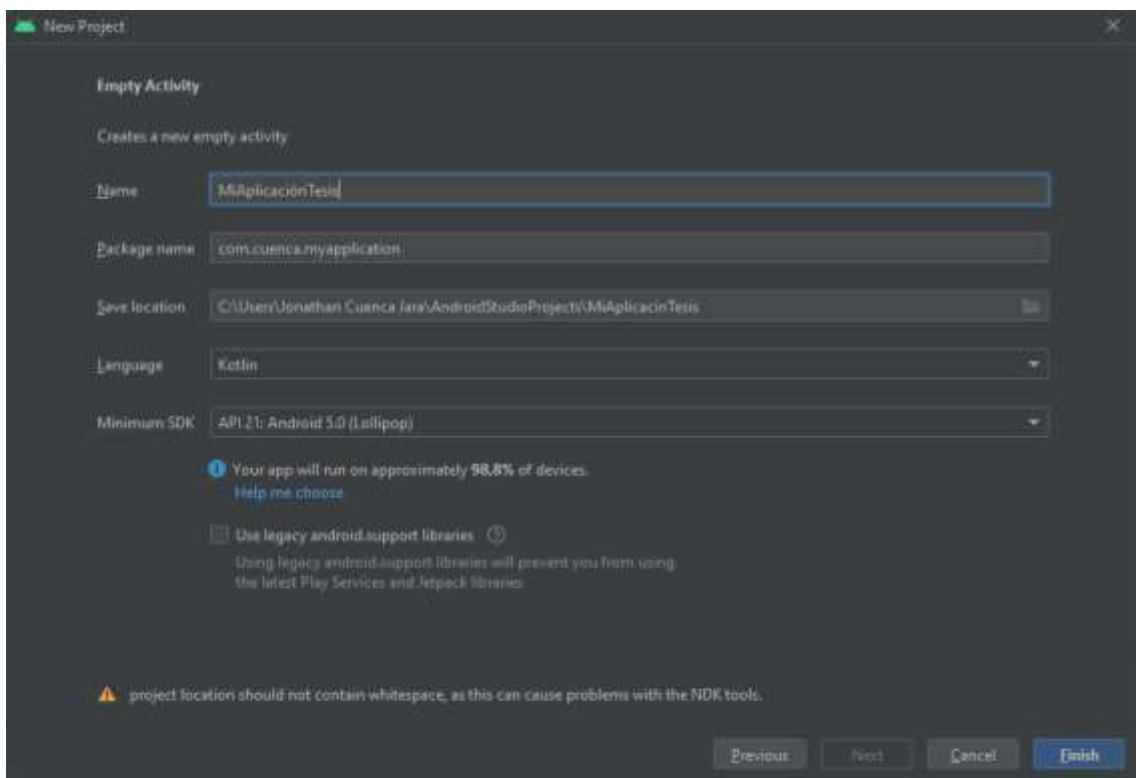 New Project
Empty Activity
Creates a new empty activity
Name MiAplicaciónTesis
Package name com.cuenca.myapplication
Save location C:\Users\Jonathan Cuenca Jara\AndroidStudioProjects\MiAplicacinTesis
Language Kotlin
Minimum SDK API 21: Android 5.0 (Lollipop)
Your app will run on approximately 98,8% of devices.
Help me choose
Use legacy android.support libraries ?
Using legacy android.support libraries will prevent you from using
the latest Play Services and Jetpack libraries
project location should not contain whitespace, as this can cause problems with the NDK tools.
Previous Next Cancel Finish